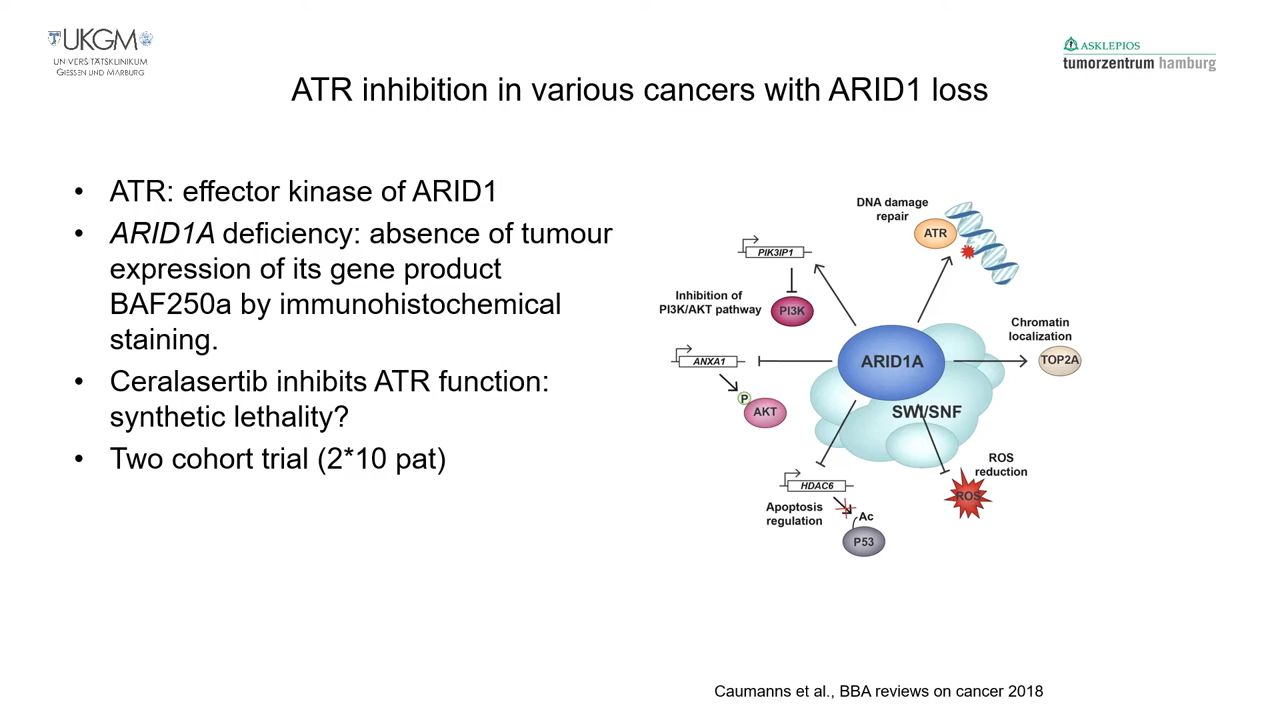 UKGM
UNIVERSITÄTSKLINIKUM
GIESSEN UND MARBURG
ASKLEPIOS
tumorzentrum hamburg
ATR inhibition in various cancers with ARID1 loss
• ATR: effector kinase of ARID1
• ARID1A deficiency: absence of tumour
expression of its gene product
BAF250a by immunohistochemical
staining.
• Ceralasertib inhibits ATR function:
synthetic lethality?
• Two cohort trial (2*10 pat)
DNA damage
repair
ATR
PIK3IP1
Inhibition of
PI3K/AKT pathway
PI3K
Chromatin
localization
TOP2A
ANXA1
P
AKT
ARID1A
SWI/SNF
ROS
reduction
ROS
HDAC6
Apoptosis
regulation
Ac
P53
Caumanns et al., BBA reviews on cancer 2018